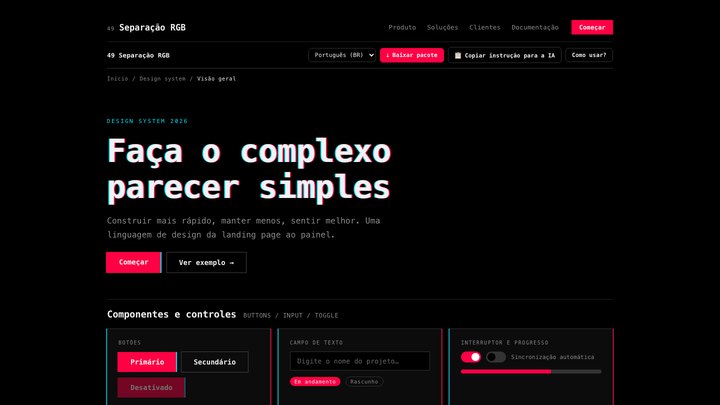 49 Separação RGB
Produto Soluções Clientes Documentação Começar
49 Separação RGB
Português (BR) ↓ Baixar pacote 📋 Copiar instrução para a IA Como usar?
Início / Design system / Visão geral
DESIGN SYSTEM 2026
Faça o complexo
parecer simples
Construir mais rápido, manter menos, sentir melhor. Uma
linguagem de design da landing page ao painel.
Começar Ver exemplo →
Componentes e controles BUTTONS / INPUT / TOGGLE
BOTÕES
Primário Secundário
Desativado
CAMPO DE TEXTO
Digite o nome do projeto…
Em andamento Rascunho
INTERRUPTOR E PROGRESSO
Sincronização automática